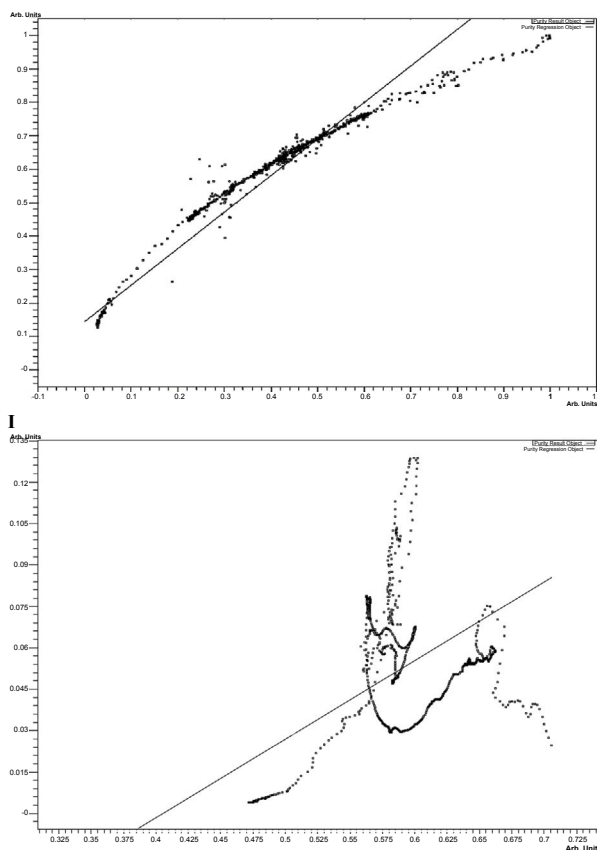 Arb. Units
Purity Result Object
Purity Regression Object
1
0.9
0.8
0.7
0.6
0.5
0.4
0.3
0.2
0.1
-0
-0.1 0 0.1 0.2 0.3 0.4 0.5 0.6 0.7 0.8 0.9 1 1
Arb. Units
I
Arb. Units
Purity Result Object
Purity Regression Object
0.135
0.12
0.105
0.09
0.075
0.06
0.045
0.03
0.015
-0
0.325 0.35 0.375 0.4 0.425 0.45 0.475 0.5 0.525 0.55 0.575 0.6 0.625 0.65 0.675 0.7 0.725
Arb. Unit